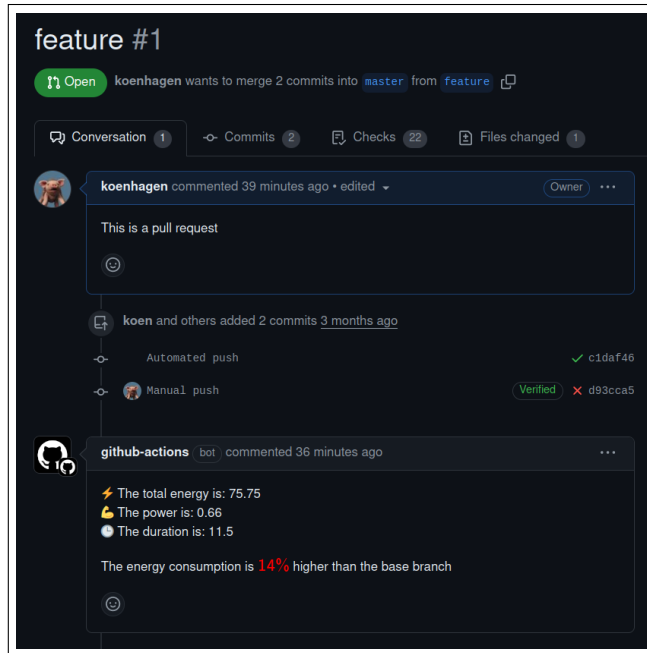 feature #1
Open koenhagen wants to merge 2 commits into master from feature
Conversation 1 Commits 2 Checks 22 Files changed 1
koenhagen commented 39 minutes ago • edited Owner ...
This is a pull request
koen and others added 2 commits 3 months ago
Automated push c1daf46
Manual push Verified d93cca5
github-actions bot commented 36 minutes ago ...
⚡ The total energy is: 75.75
💪 The power is: 0.66
🕒 The duration is: 11.5
The energy consumption is 14% higher than the base branch